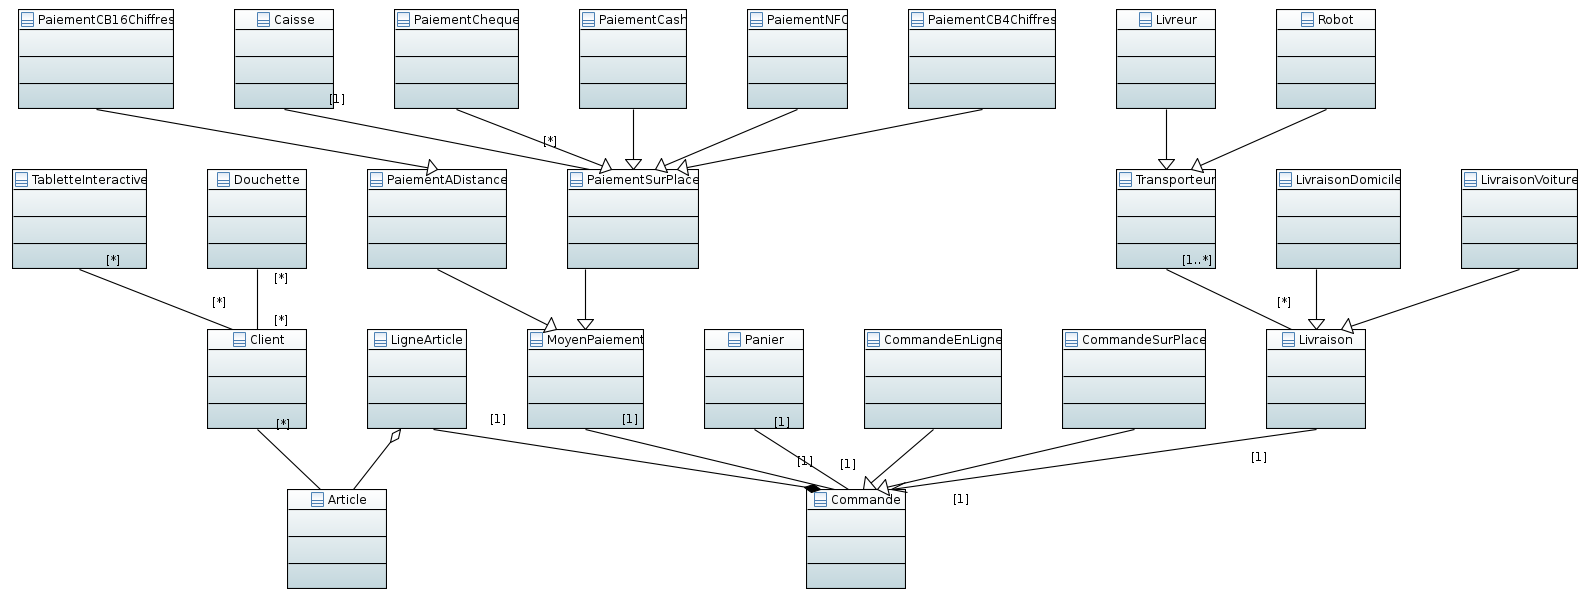 PaiementCB16Chiffres
Caisse
PaiementCheque
PaiementCash
PaiementNFC
PaiementCB4Chiffres
Livreur
Robot
[1]
[*]
TabletteInteractive
Douchette
PaiementADistance
PaiementSurPlace
Transporteur
LivraisonDomicile
LivraisonVoiture
[*]
[*]
[1..*]
[*]
[*]
[*]
Client
LigneArticle
MoyenPaiement
Panier
CommandeEnLigne
CommandeSurPlace
Livraison
[*]
[1]
[1]
[1]
[1]
[1]
[1]
[1]
Article
Commande